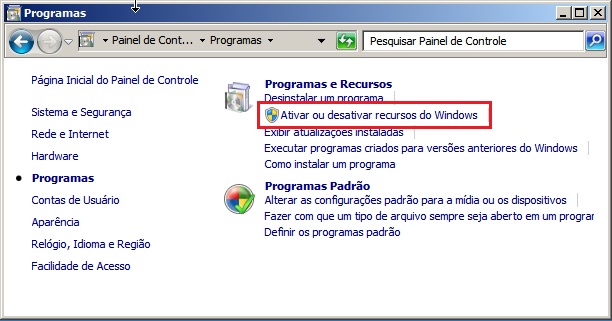 Programas
Painel de Cont... Programas
Pesquisar Painel de Controle
Página Inicial do Painel de Controle
Sistema e Segurança
Rede e Internet
Hardware
Programas
Contas de Usuário
Aparência
Relógio, Idioma e Região
Facilidade de Acesso
Programas e Recursos
Desinstalar um programa
Ativar ou desativar recursos do Windows
Exibir atualizações instaladas
Executar programas criados para versões anteriores do Windows
Como instalar um programa
Programas Padrão
Alterar as configurações padrão para a mídia ou os dispositivos
Fazer com que um tipo de arquivo sempre seja aberto em um prograr
Definir os programas padrão